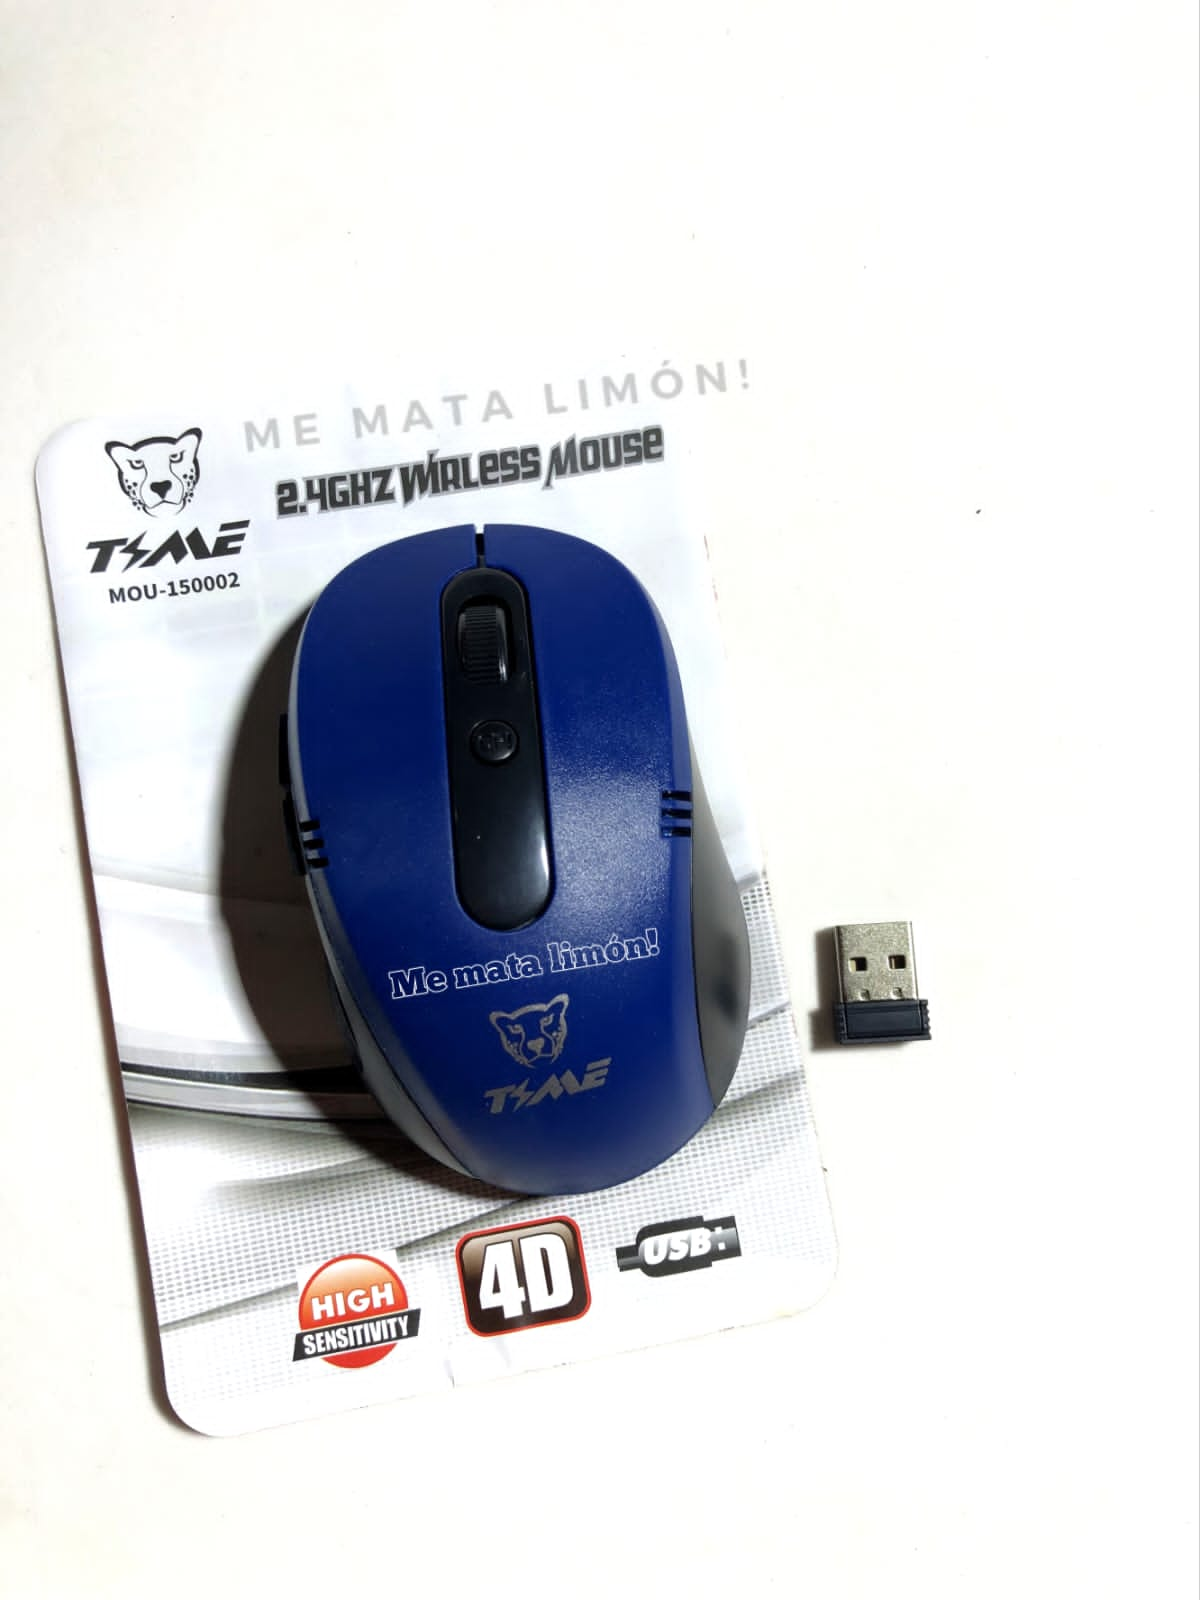 ME MATA LIMÓN!
2.4GHZ WIRLESS MOUSE
TIME
MOU-150002
Me mata limón!
TIME
HIGH
SENSITIVITY
4D
USB